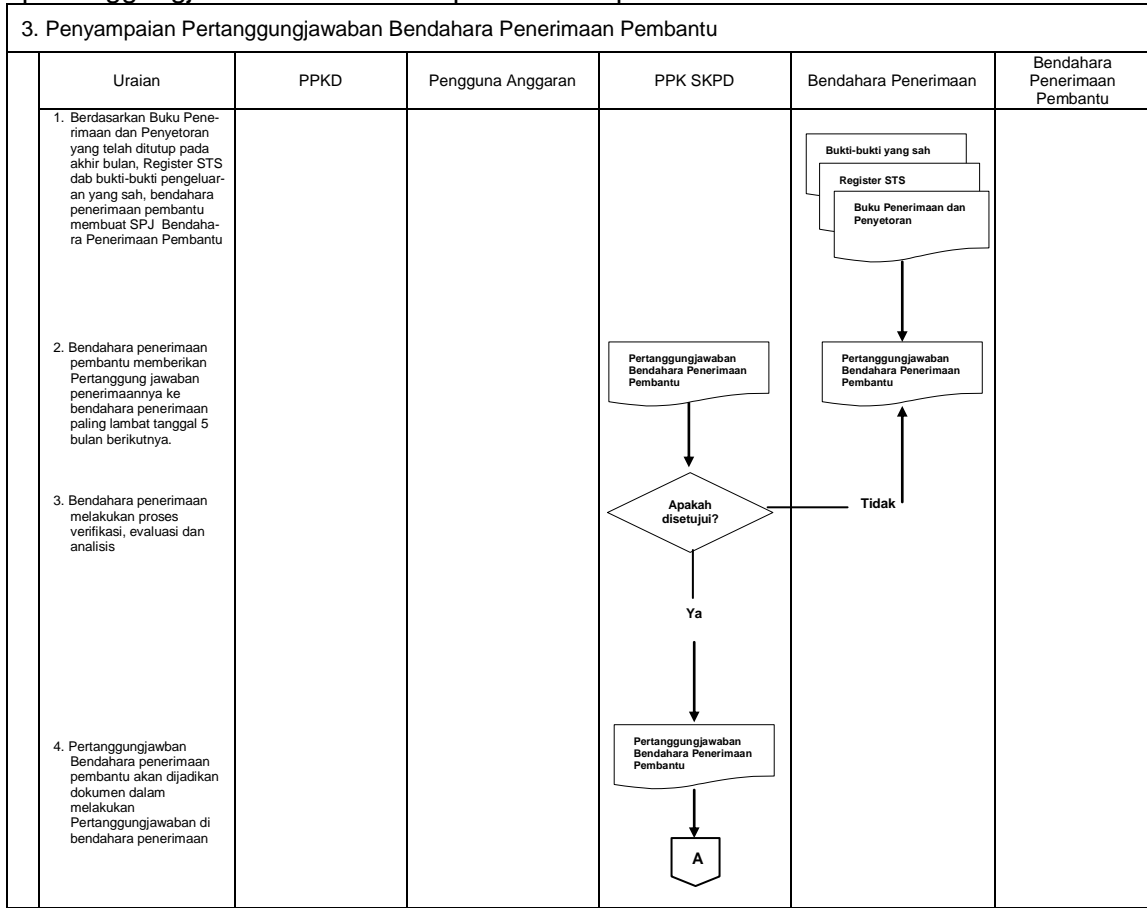 3. Penyampaian Pertanggungjawaban Bendahara Penerimaan Pembantu
Uraian
PPKD
Pengguna Anggaran
PPK SKPD
Bendahara Penerimaan
Bendahara
Penerimaan
Pembantu
1. Berdasarkan Buku Pene-
rimaan dan Penyetoran
yang telah ditutup pada
akhir bulan, Register STS
dab bukti-bukti pengeluar-
an yang sah, bendahara
penerimaan pembantu
membuat SPJ Bendaha-
ra Penerimaan Pembantu
Bukti-bukti yang sah
Register STS
Buku Penerimaan dan
Penyetoran
2. Bendahara penerimaan
pembantu memberikan
Pertanggung jawaban
penerimaannya ke
bendahara penerimaan
paling lambat tanggal 5
bulan berikutnya.
Pertanggungjawaban
Bendahara Penerimaan
Pembantu
Pertanggungjawaban
Bendahara Penerimaan
Pembantu
3. Bendahara penerimaan
melakukan proses
verifikasi, evaluasi dan
analisis
Apakah
disetujui?
Tidak
Ya
4. Pertanggungjawban
Bendahara penerimaan
pembantu akan dijadikan
dokumen dalam
melakukan
Pertanggungjawaban di
bendahara penerimaan
Pertanggungjawaban
Bendahara Penerimaan
Pembantu
A